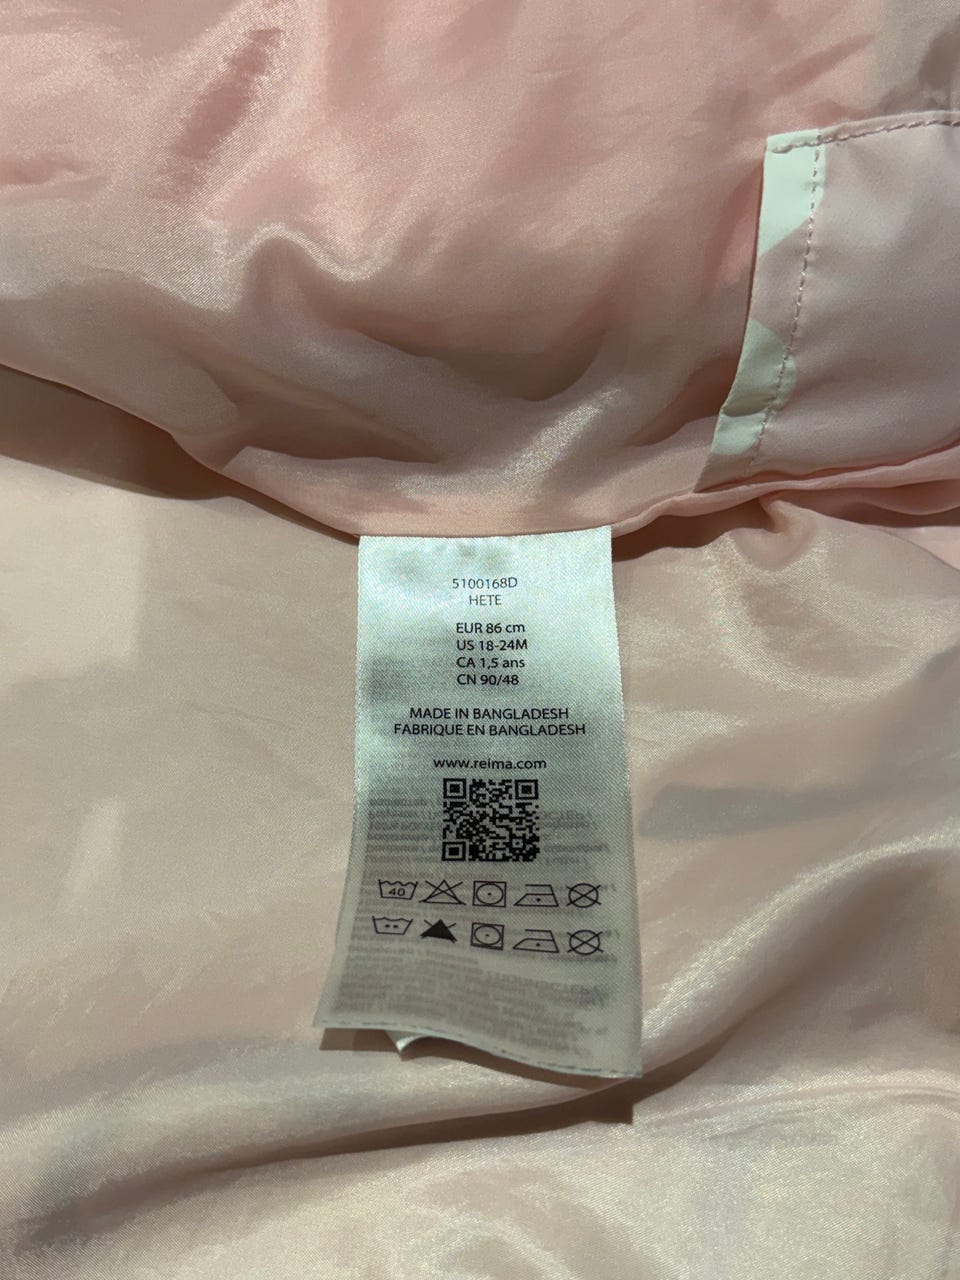 5100168D
HETE
EUR 86 cm
US 18-24M
CA 1,5 ans
CN 90/48
MADE IN BANGLADESH
FABRIQUE EN BANGLADESH
www.reima.com
40